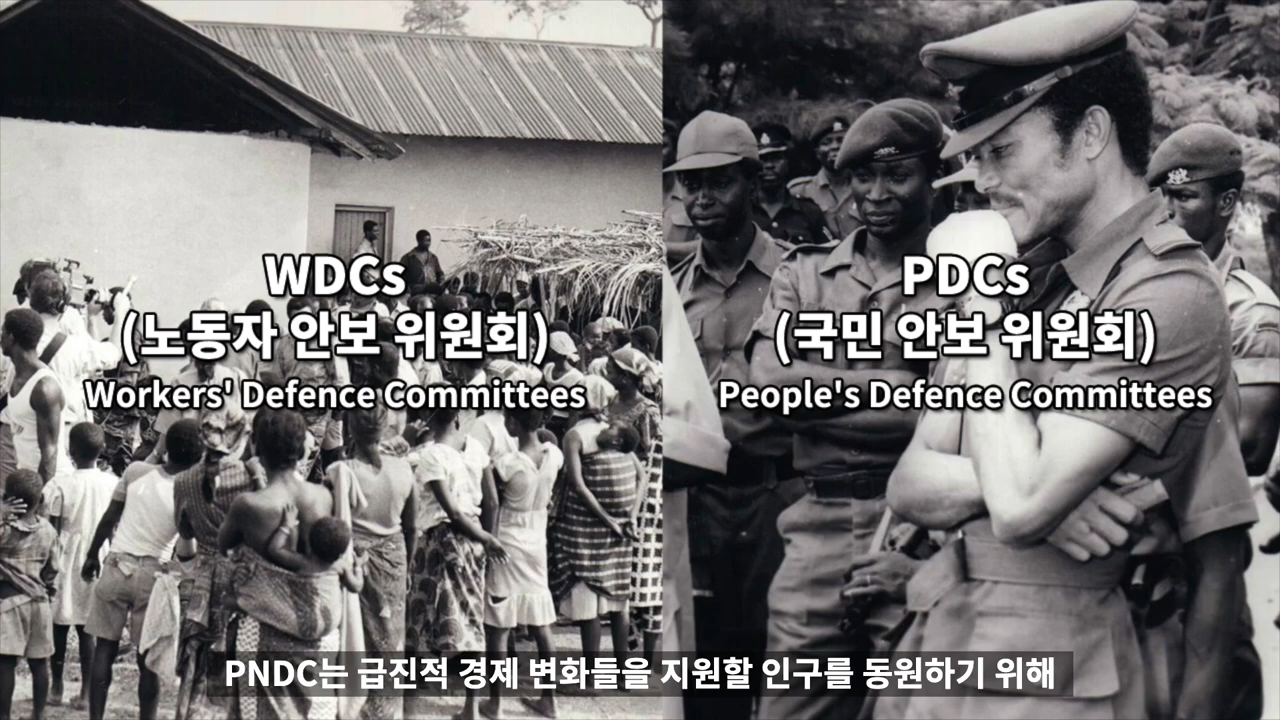 WDCs
(노동자 안보 위원회)
Workers' Defence Committees
PDCs
(국민 안보 위원회)
People's Defence Committees
PNDC는 급진적 경제 변화들을 지원할 인구를 동원하기 위해